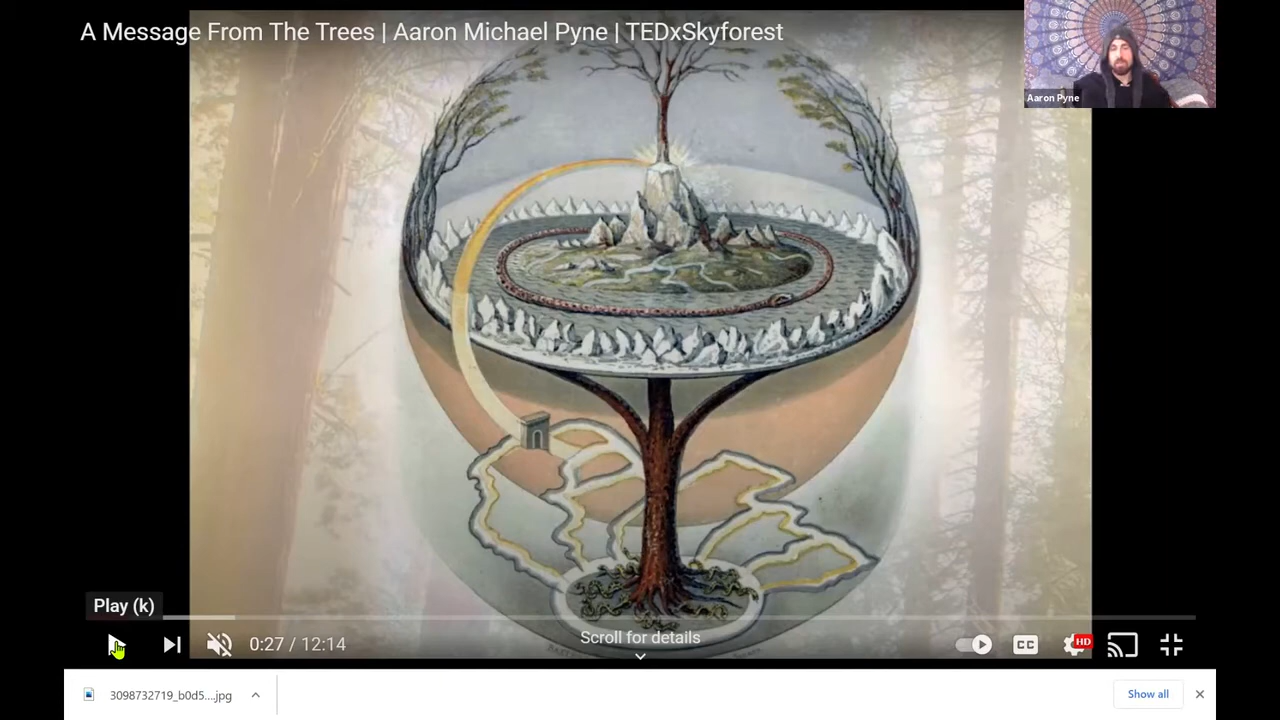 A Message From The Trees | Aaron Michael Pyne | TEDxSkyforest
Aaron Pyne
Play (k)
0:27 / 12:14
Scroll for details
CC
HD
3098732719_b0d5....jpg
Show all